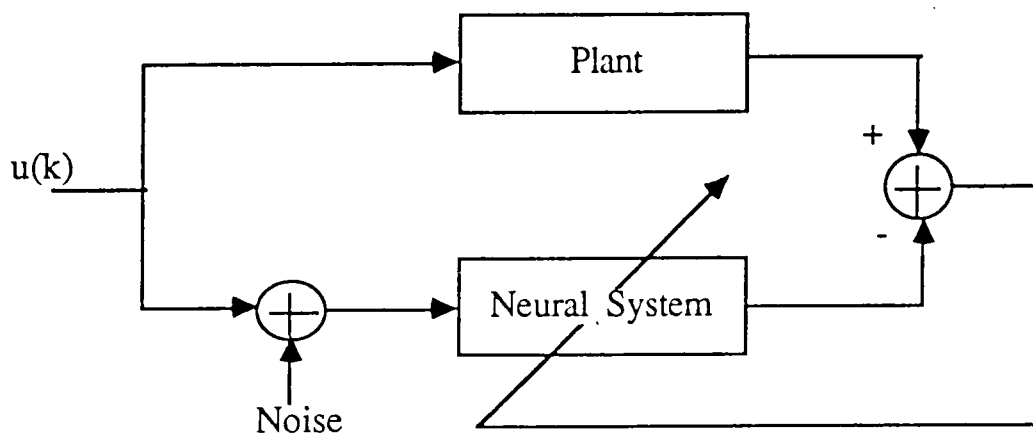 Plant
u(k)
+
-
Neural System
Noise